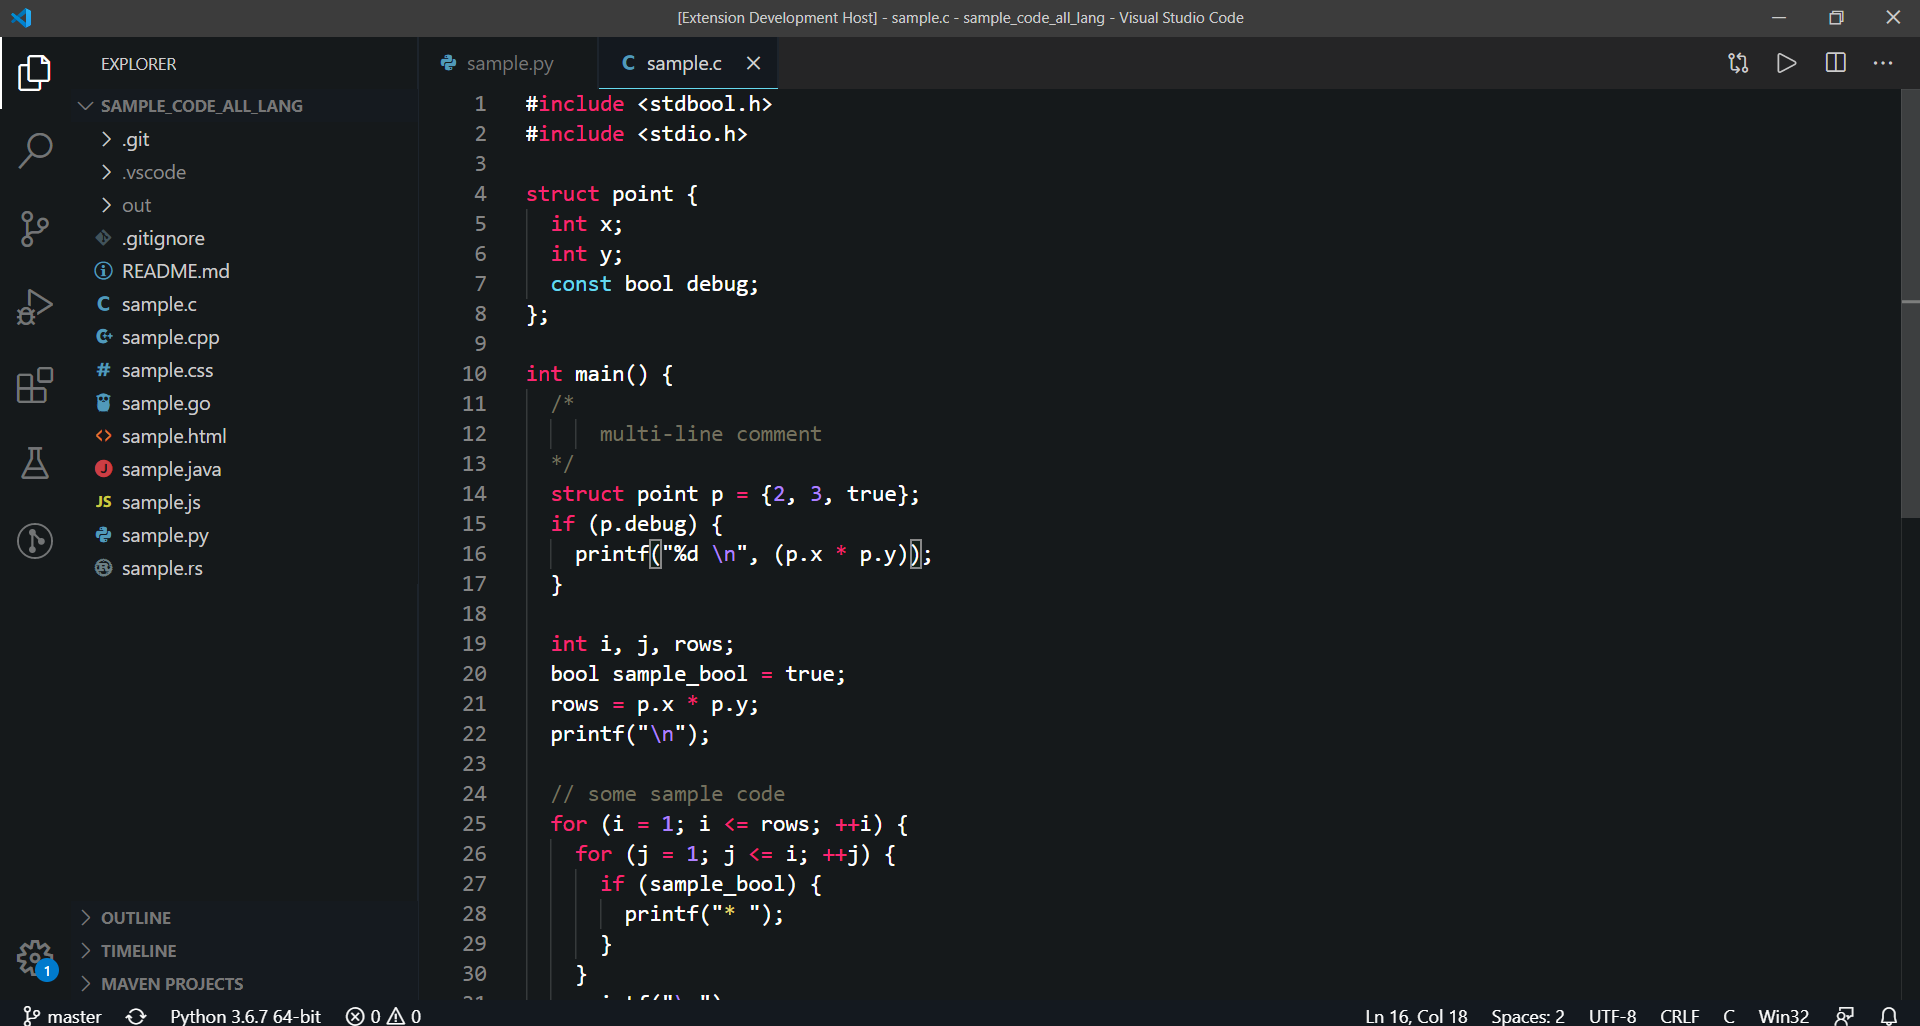 [Extension Development Host] - sample.c - sample_code_all_lang - Visual Studio Code
EXPLORER
SAMPLE_CODE_ALL_LANG
.git
.vscode
out
.gitignore
README.md
C sample.c
sample.cpp
# sample.css
sample.go
<> sample.html
J sample.java
JS sample.js
sample.py
sample.rs
OUTLINE
TIMELINE
MAVEN PROJECTS
1
sample.py
C sample.c
1 #include <stdbool.h>
2 #include <stdio.h>
3
4 struct point {
5   int x;
6   int y;
7   const bool debug;
8 };
9
10 int main() {
11   /*
12       multi-line comment
13   */
14   struct point p = {2, 3, true};
15   if (p.debug) {
16     printf("%d \n", (p.x * p.y));
17   }
18
19   int i, j, rows;
20   bool sample_bool = true;
21   rows = p.x * p.y;
22   printf("\n");
23
24   // some sample code
25   for (i = 1; i <= rows; ++i) {
26     for (j = 1; j <= i; ++j) {
27       if (sample_bool) {
28         printf("* ");
29       }
30     }
master
Python 3.6.7 64-bit
0 0
Ln 16, Col 18
Spaces: 2
UTF-8
CRLF
C
Win32